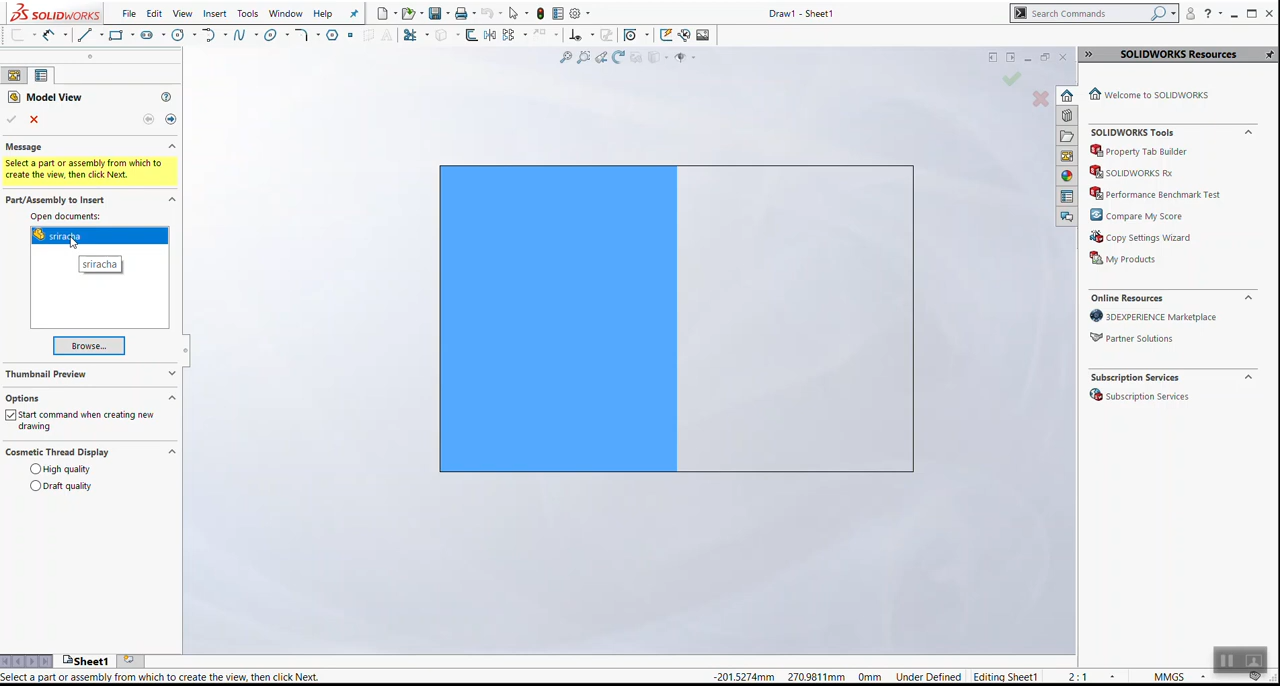 SOLIDWORKS File Edit View Insert Tools Window Help Draw1 - Sheet1 Search Commands ?
Model View
Message
Select a part or assembly from which to
create the view, then click Next.
Part/Assembly to Insert
Open documents:
sriracha
sriracha
Browse...
Thumbnail Preview
Options
Start command when creating new
drawing
Cosmetic Thread Display
High quality
Draft quality
SOLIDWORKS Resources
Welcome to SOLIDWORKS
SOLIDWORKS Tools
Property Tab Builder
SOLIDWORKS Rx
Performance Benchmark Test
Compare My Score
Copy Settings Wizard
My Products
Online Resources
3DEXPERIENCE Marketplace
Partner Solutions
Subscription Services
Subscription Services
Sheet1
Select a part or assembly from which to create the view, then click Next. -201.5274mm 270.9811mm 0mm Under Defined Editing Sheet1 2 : 1 MMGS